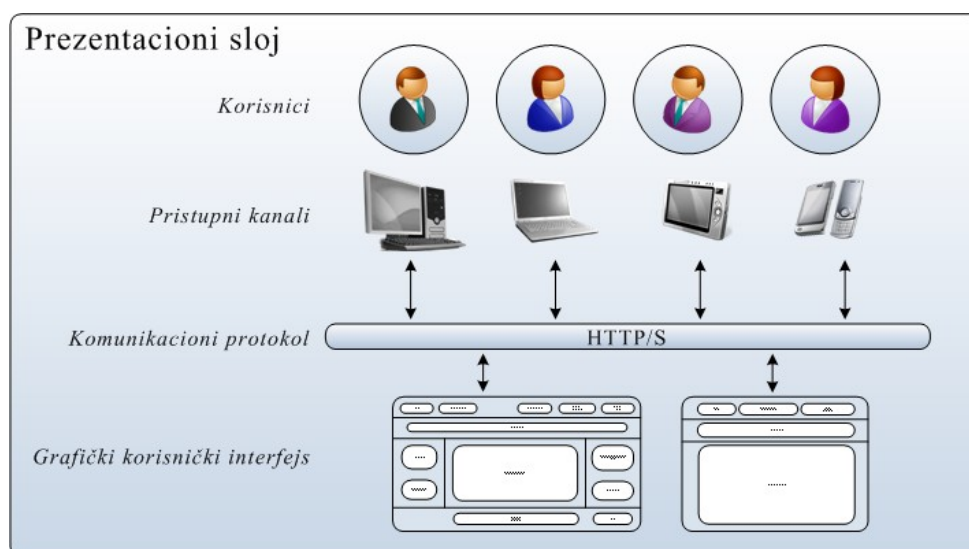 Prezentacioni sloj
Korisnici
Pristupni kanali
Komunikacioni protokol
HTTP/S
Grafički korisnički interfejs